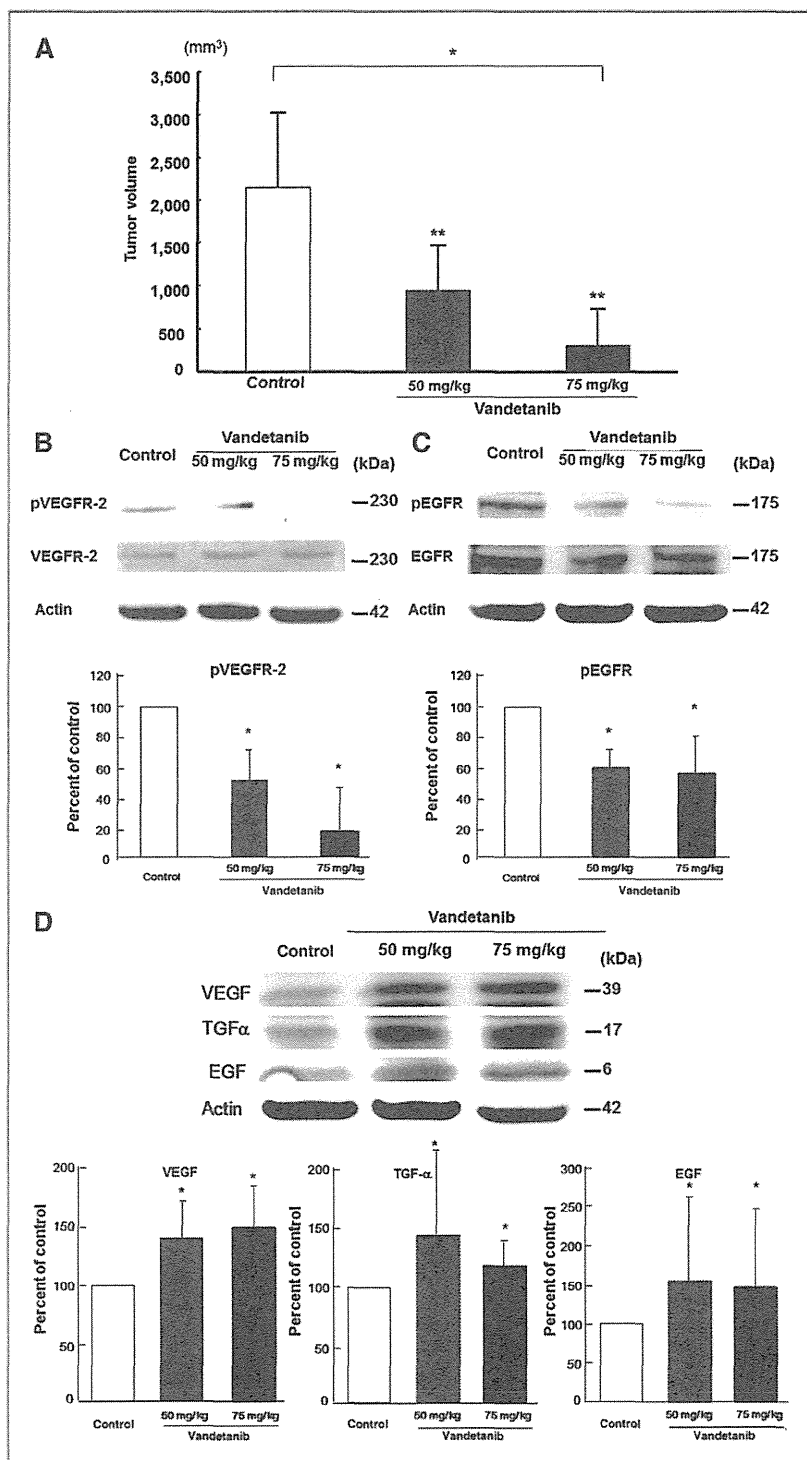 A
(mm³)
*
3,500
3,000
2,500
2,000
1,500
1,000
500
0
Tumor volume
**
**
Control
50 mg/kg
75 mg/kg
Vandetanib
B
Control
Vandetanib
50 mg/kg
75 mg/kg
(kDa)
pVEGFR-2
—230
VEGFR-2
—230
Actin
—42
C
Control
Vandetanib
50 mg/kg
75 mg/kg
(kDa)
pEGFR
—175
EGFR
—175
Actin
—42
pVEGFR-2
120
100
80
60
40
20
0
Percent of control
*
*
Control
50 mg/kg
75 mg/kg
Vandetanib
pEGFR
120
100
80
60
40
20
0
Percent of control
*
*
Control
50 mg/kg
75 mg/kg
Vandetanib
D
Vandetanib
Control
50 mg/kg
75 mg/kg
(kDa)
VEGF
—39
TGFα
—17
EGF
—6
Actin
—42
200
150
100
50
0
Percent of control
VEGF
*
*
Control
50 mg/kg
75 mg/kg
Vandetanib
200
150
100
50
0
Percent of control
TGF-α
*
*
Control
50 mg/kg
75 mg/kg
Vandetanib
300
250
200
150
100
50
0
Percent of control
EGF
*
*
Control
50 mg/kg
75 mg/kg
Vandetanib